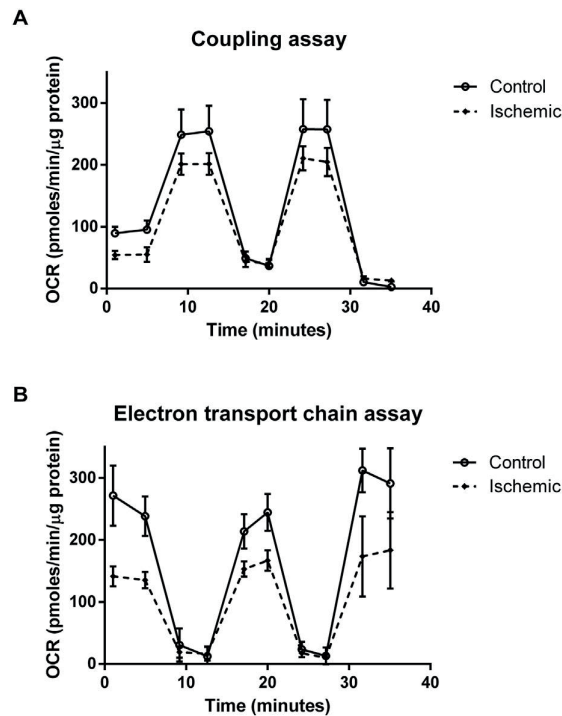 A
Coupling assay
OCR (pmoles/min/µg protein)
300
200
100
0
0 10 20 30 40
Time (minutes)
Control
Ischemic
B
Electron transport chain assay
OCR (pmoles/min/µg protein)
300
200
100
0
0 10 20 30 40
Time (minutes)
Control
Ischemic